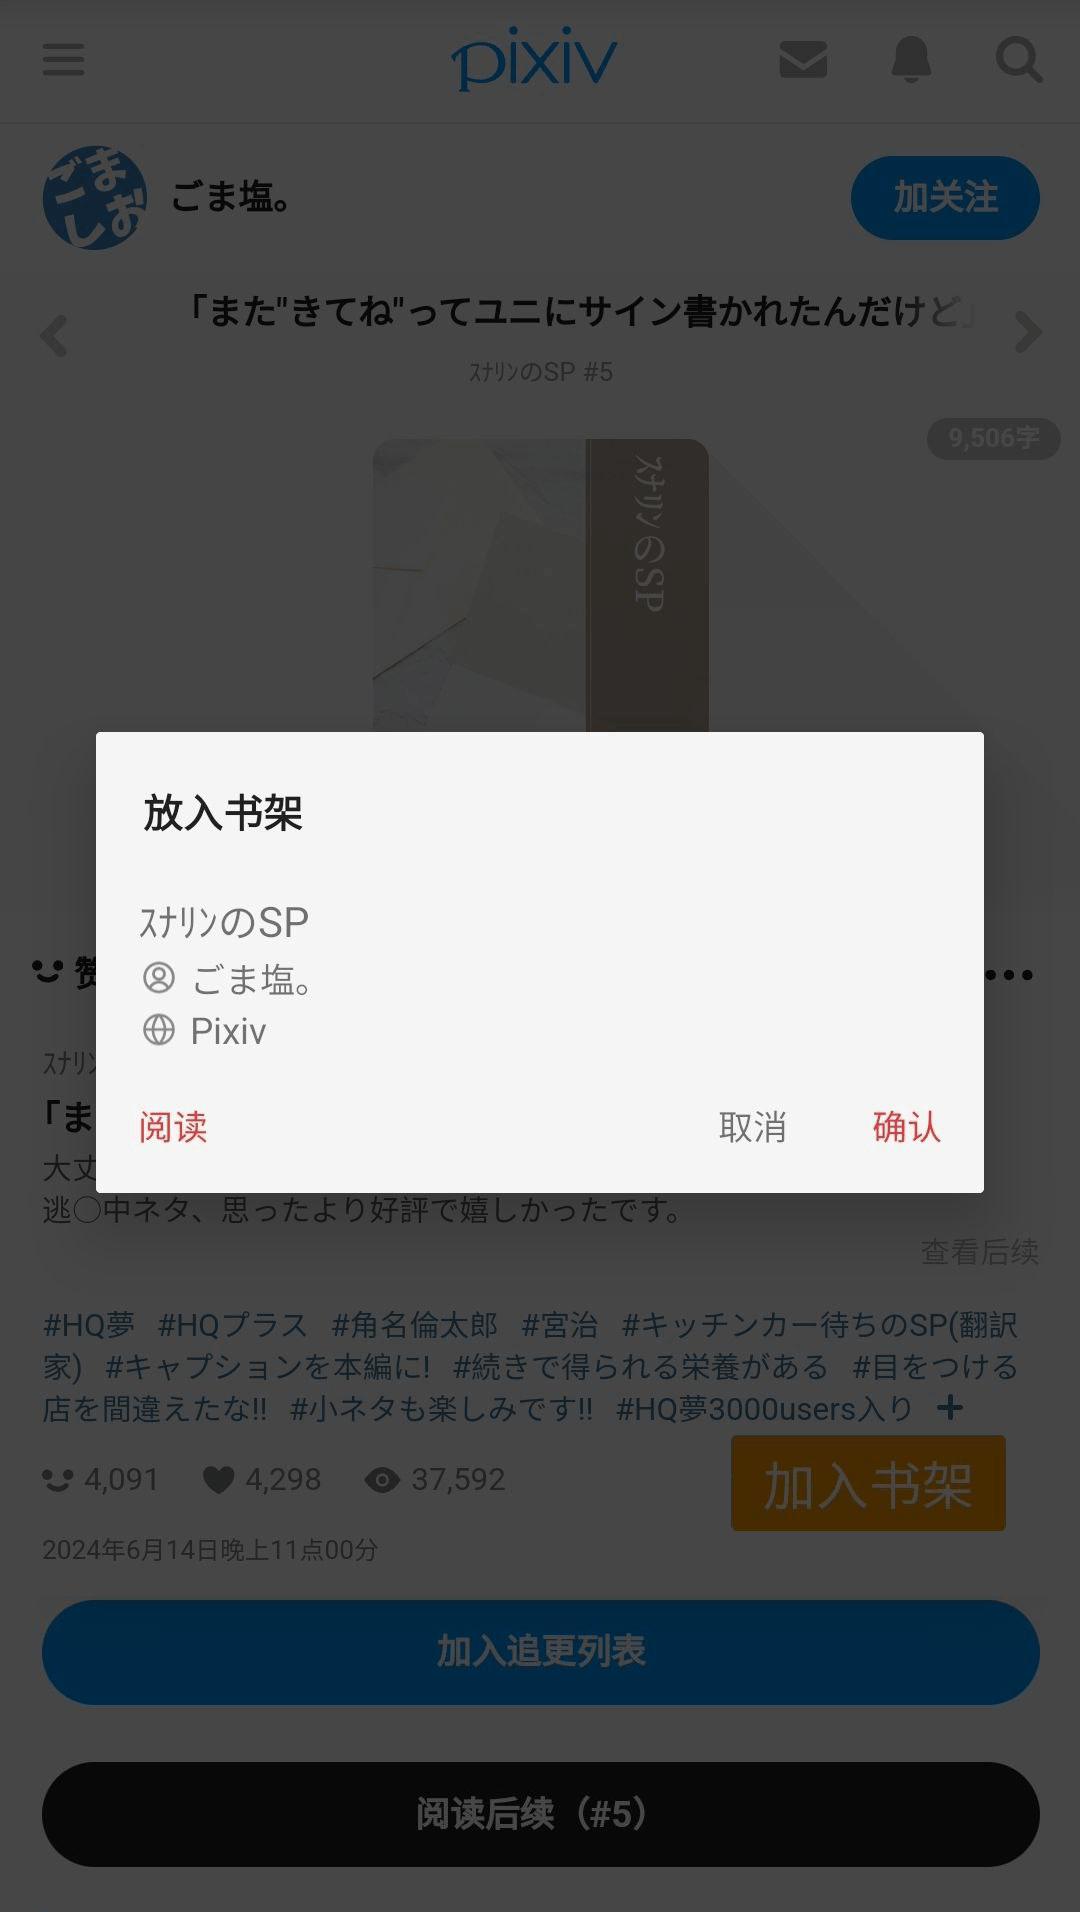 pixiv
ごましお
ごま塩。
加关注
「また"きてね"ってユニにサイン書かれたんだけど」
ｽﾅﾘﾝのSP #5
9,506字
ｽﾅﾘﾝのSP
放入书架
ｽﾅﾘﾝのSP
ごま塩。
Pixiv
阅读
取消
确认
赞
ｽﾅﾘﾝ
「ま
大丈
逃〇中ネタ、思ったより好評で嬉しかったです。
查看后续
#HQ夢 #HQプラス #角名倫太郎 #宮治 #キッチンカー待ちのSP(翻訳
家) #キャプションを本編に! #続きで得られる栄養がある #目をつける
店を間違えたな!! #小ネタも楽しみです!! #HQ夢3000users入り +
4,091 4,298 37,592
加入书架
2024年6月14日晚上11点00分
加入追更列表
阅读后续（#5）